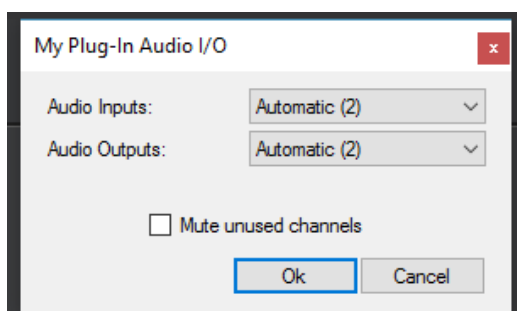 My Plug-In Audio I/O
x
Audio Inputs: Automatic (2)
Audio Outputs: Automatic (2)
Mute unused channels
Ok Cancel